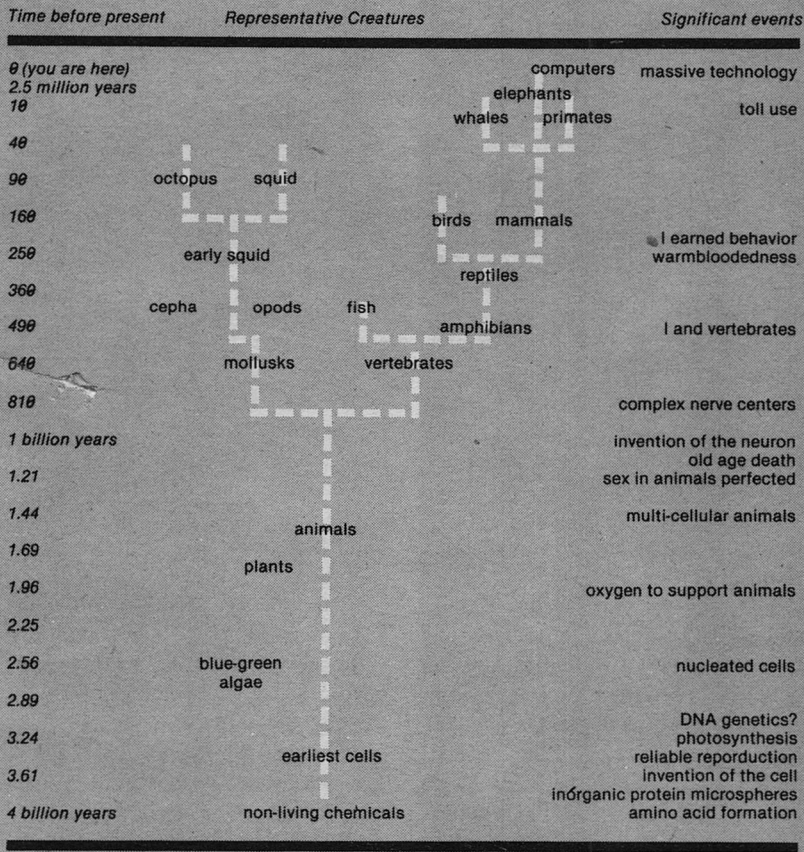 Time before present Representative Creatures Significant events
0 (you are here) computers massive technology
2.5 million years elephants
10 whales primates toll use
40
90 octopus squid
160 birds mammals
250 early squid l earned behavior
warmbloodedness
reptiles
360
cepha opods fish
490 amphibians l and vertebrates
640 mollusks vertebrates
810 complex nerve centers
1 billion years invention of the neuron
old age death
1.21 sex in animals perfected
1.44 multi-cellular animals
animals
1.69
plants
1.96 oxygen to support animals
2.25
2.56 blue-green nucleated cells
algae
2.89
DNA genetics?
3.24 photosynthesis
earliest cells reliable reporduction
3.61 invention of the cell
inorganic protein microspheres
4 billion years non-living chemicals amino acid formation